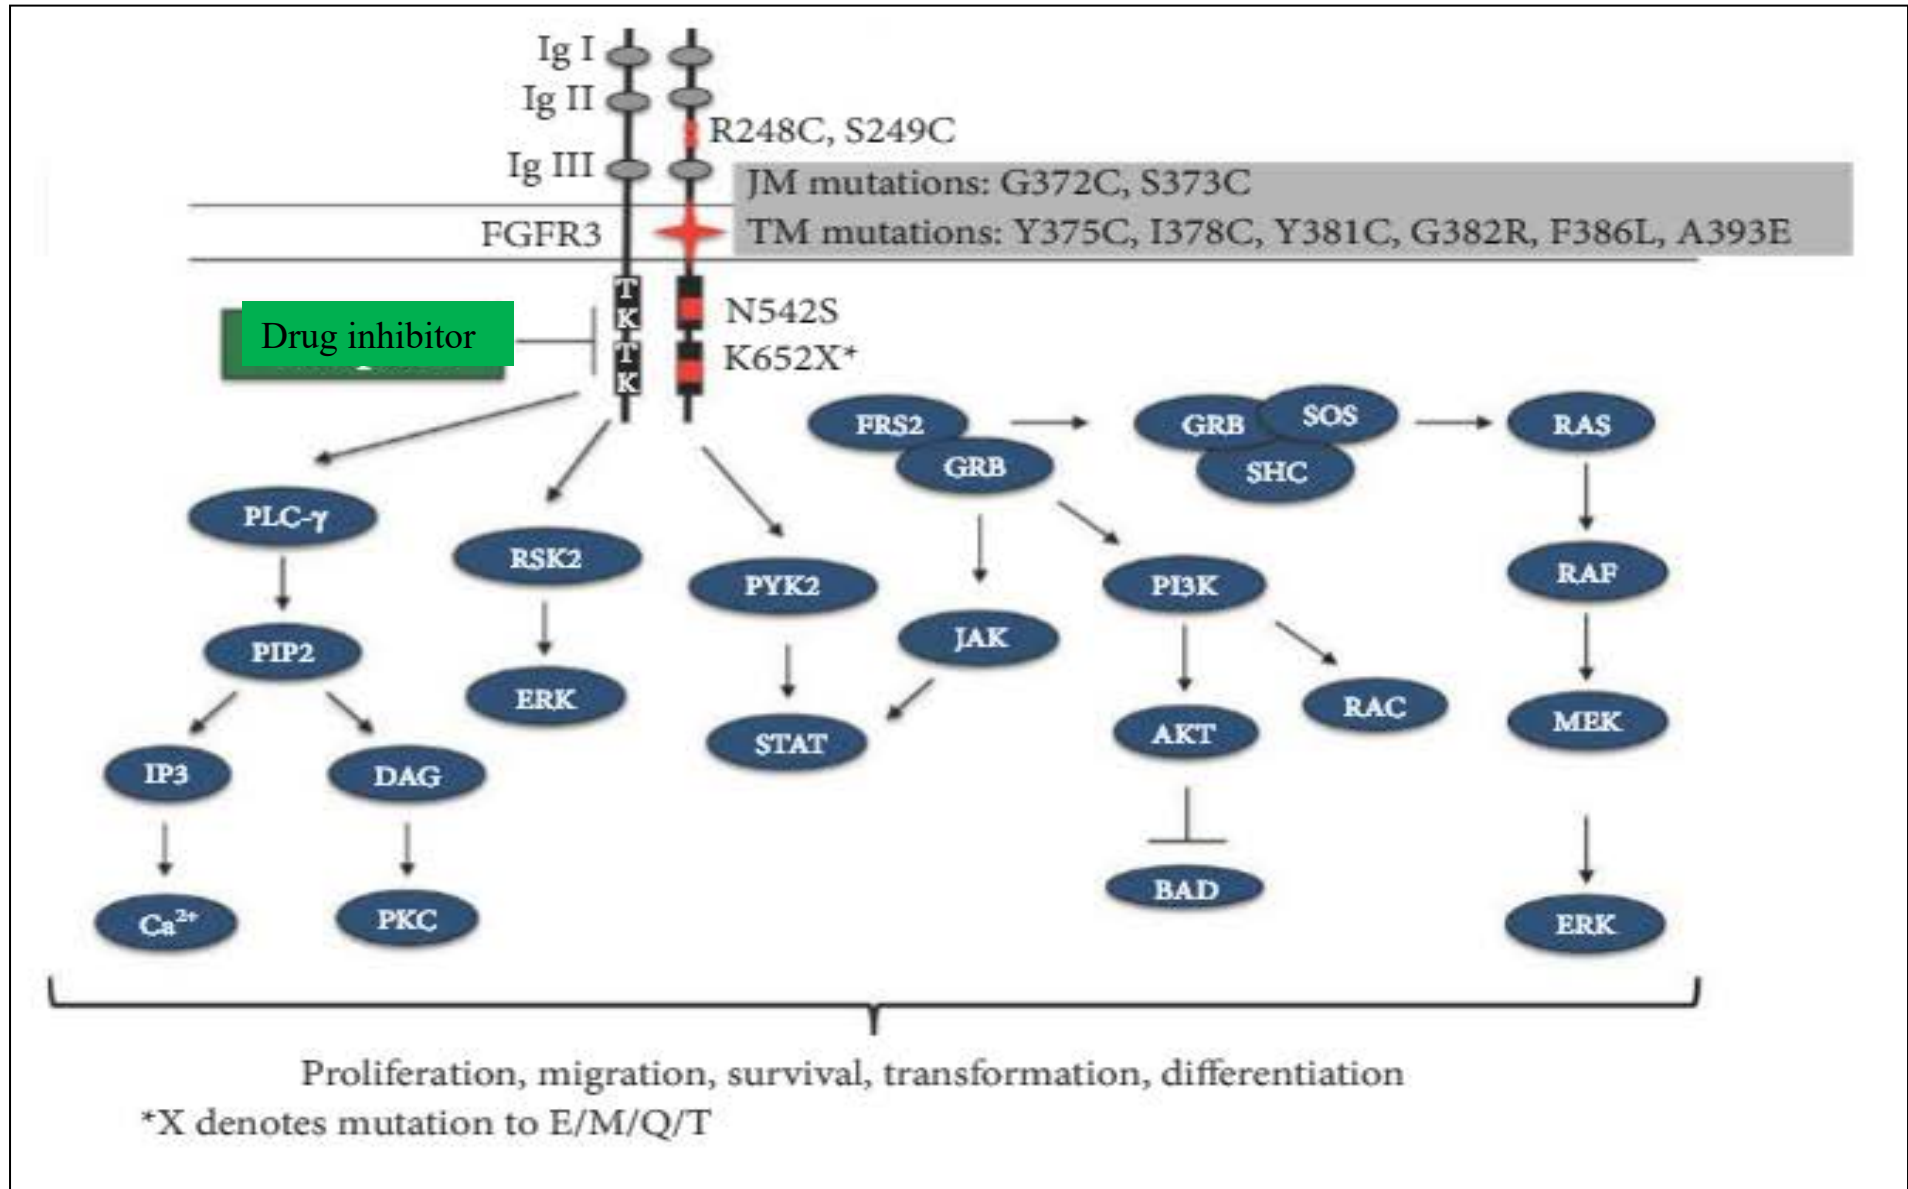 Ig I
Ig II
R248C, S249C
Ig III
JM mutations: G372C, S373C
FGFR3
TM mutations: Y375C, I378C, Y381C, G382R, F386L, A393E
T
K
T
K
N542S
K652X*
Drug inhibitor
FRS2
GRB
GRB
SOS
SHC
RAS
PLC-γ
RSK2
PYK2
JAK
PI3K
RAF
PIP2
ERK
STAT
AKT
RAC
MEK
IP3
DAG
BAD
Ca²⁺
PKC
ERK
Proliferation, migration, survival, transformation, differentiation
*X denotes mutation to E/M/Q/T